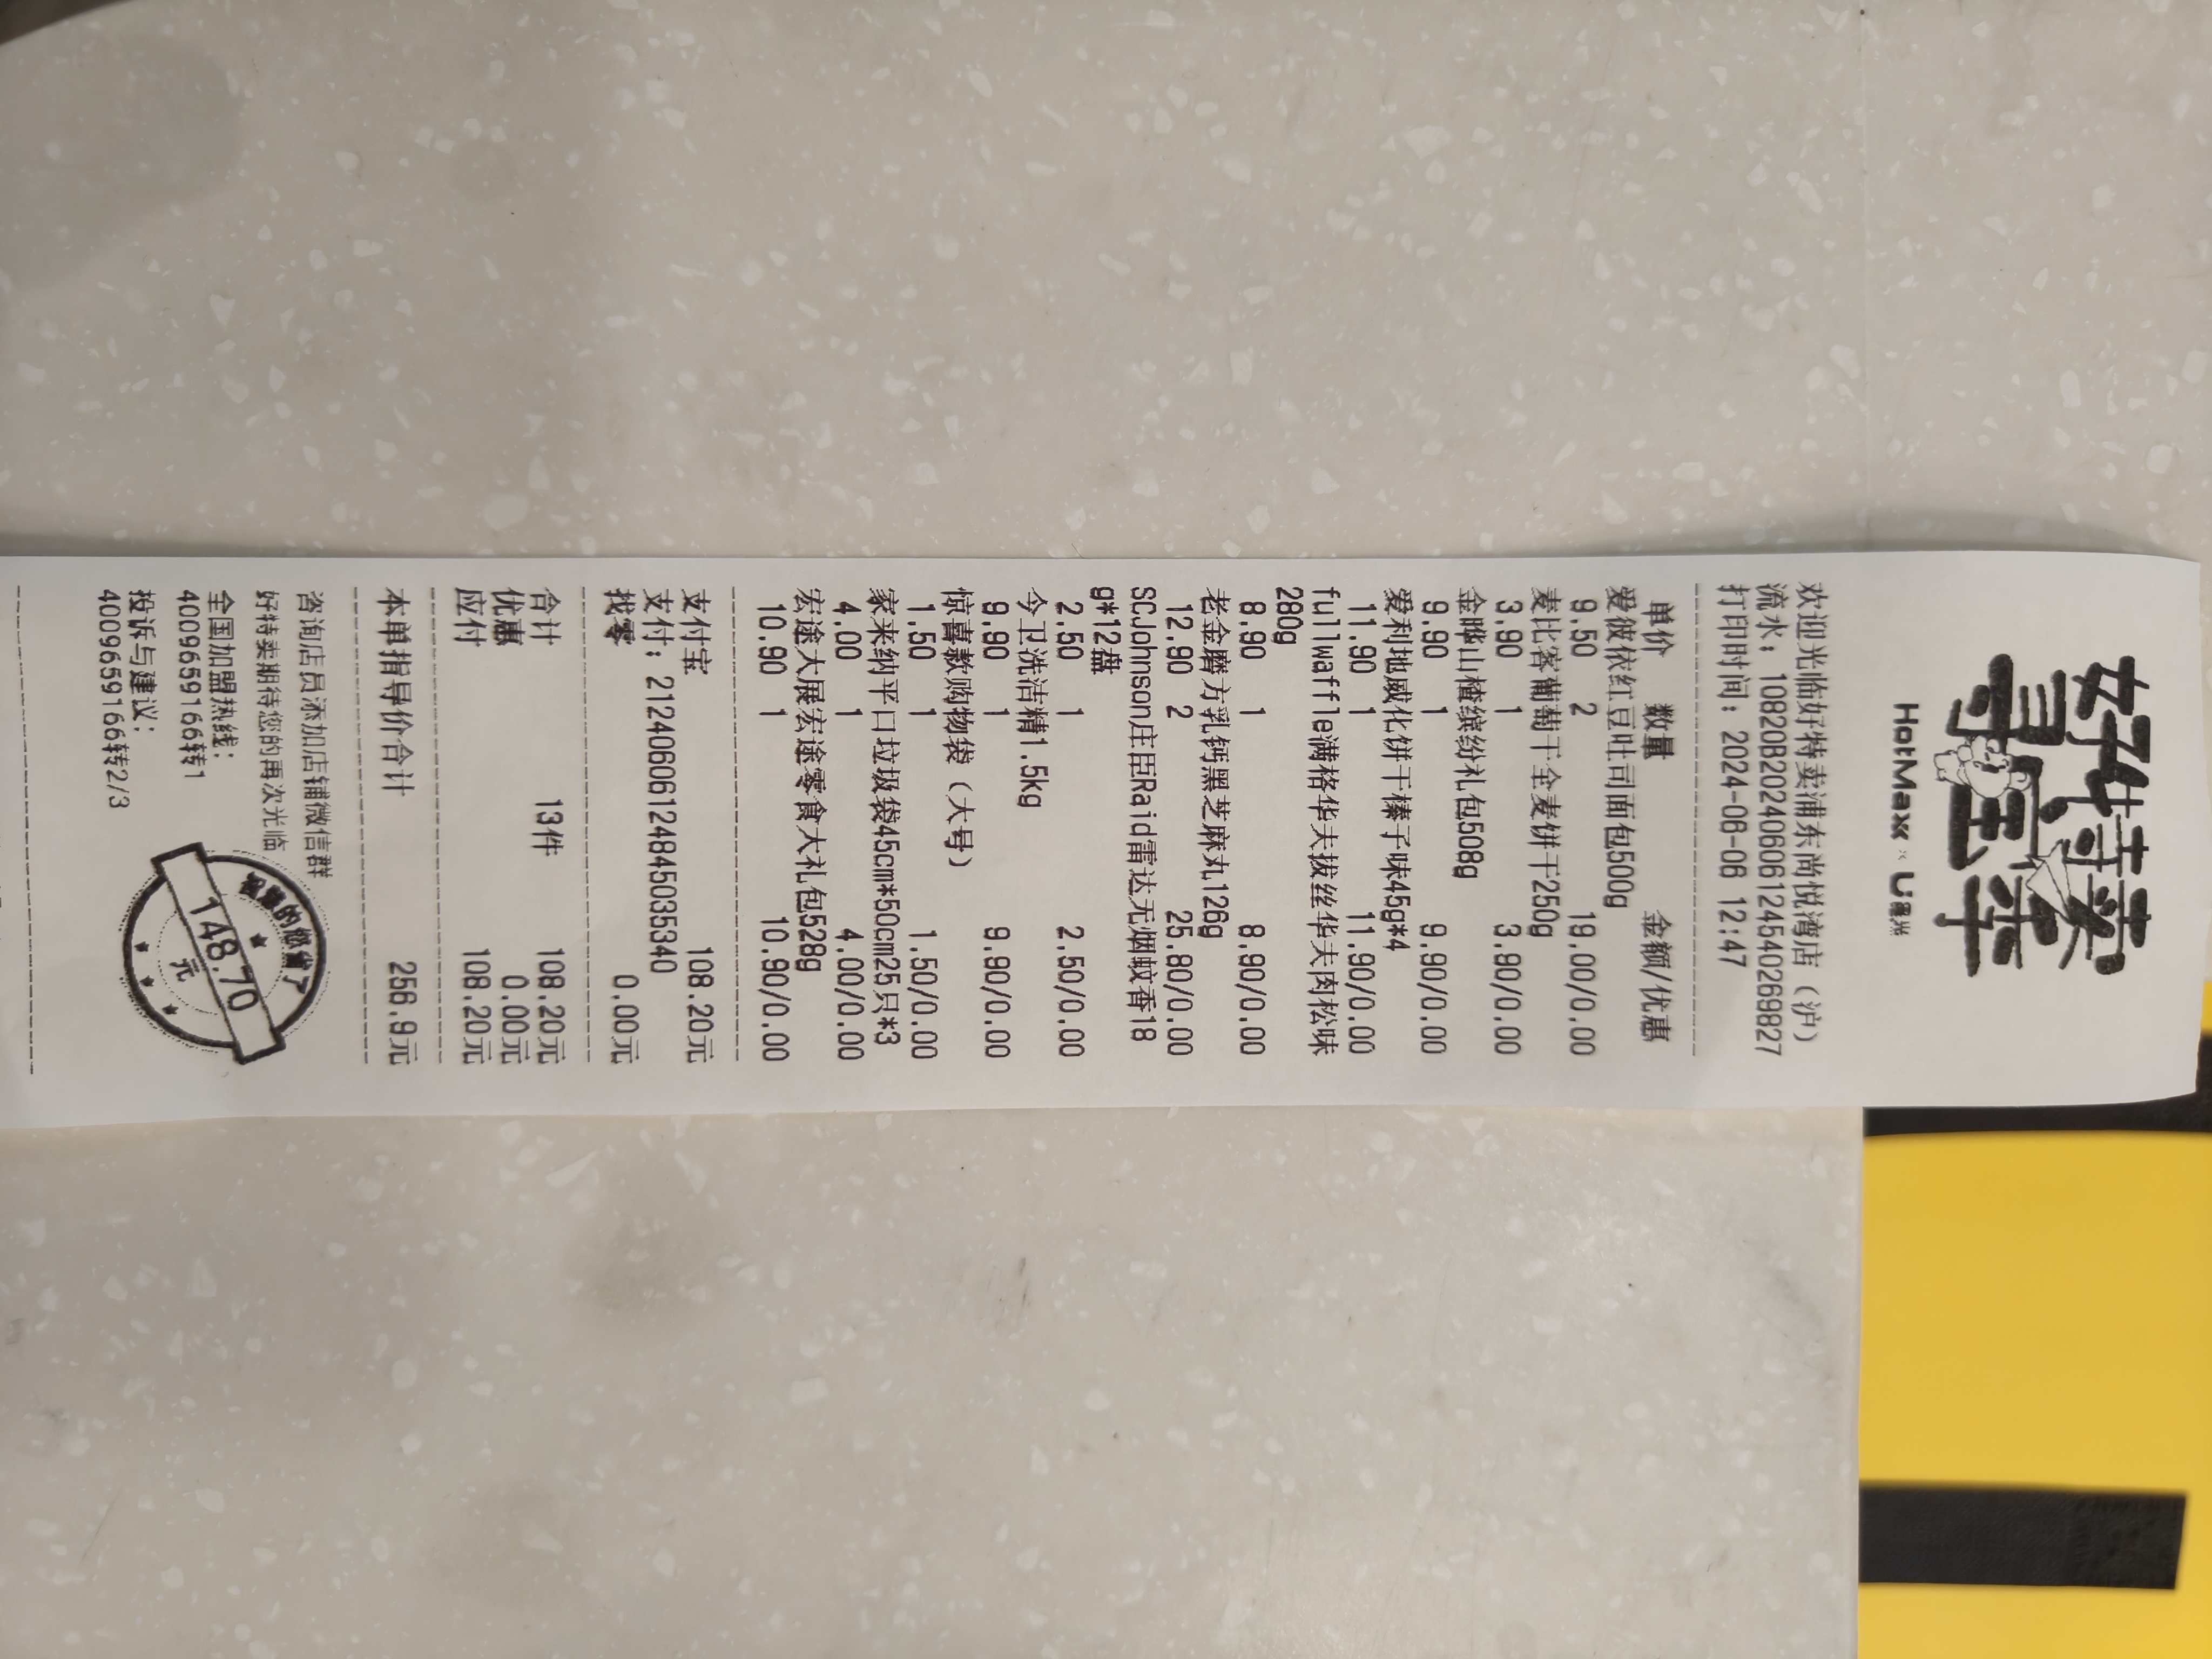 好特卖
寻宝季
HotMaxx × Li
欢迎光临好特卖浦东尚悦湾店（沪）
流水：10820B202406061245402698827
打印时间：2024-06-06 12:47
单价 数量 金额/优惠
爱彼依红豆吐司面包500g
9.50 2 19.00/0.00
麦比客葡萄干全麦饼干250g
3.90 1 3.90/0.00
金晔山楂缤纷礼包508g
9.90 1 9.90/0.00
爱利地威化饼干榛子味45g*4
11.90 1 11.90/0.00
fullwaffle满格华夫拔丝华夫肉松味
280g
8.90 1 8.90/0.00
老金磨方乳钙黑芝麻丸126g
12.90 2 25.80/0.00
SCJohnson庄臣Raid雷达无烟蚊香18
g*12盘
2.50 1 2.50/0.00
今卫洗洁精1.5kg
9.90 1 9.90/0.00
惊喜款购物袋（大号）
1.50 1 1.50/0.00
家来纳平口垃圾袋45cm*50cm25只*3
4.00 1 4.00/0.00
宏途大展宏途零食大礼包528g
10.90 1 10.90/0.00
支付宝 108.20元
支付：21240606124845035340
找零 0.00元
合计 13件 108.20元
优惠 0.00元
应付 108.20元
本单指导价合计 256.9元
咨询店员添加店铺微信群
好特卖期待您的再次光临
全国加盟热线：
4009659166转1
投诉与建议：
4009659166转2/3
148.70
元